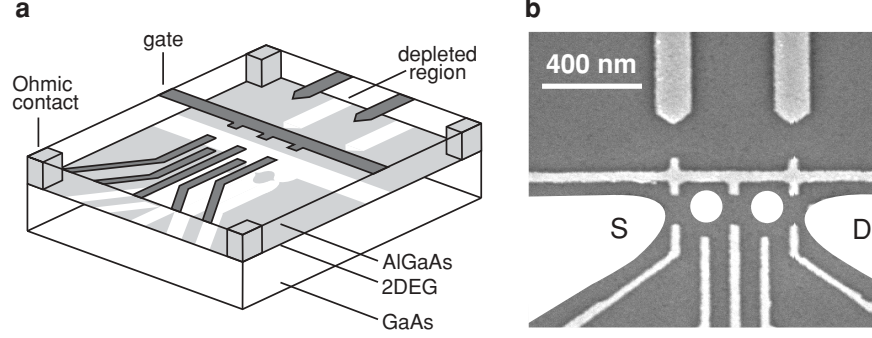 a
gate
depleted
region
Ohmic
contact
AlGaAs
2DEG
GaAs
b
400 nm
S
D